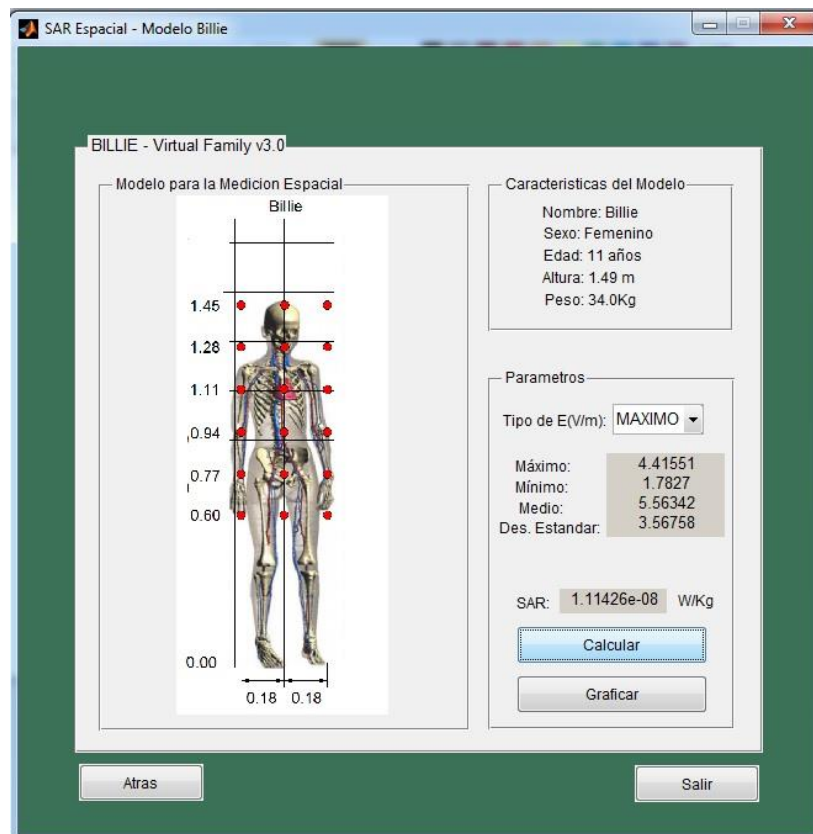 SAR Espacial - Modelo Billie
BILLIE - Virtual Family v3.0
Modelo para la Medicion Espacial
Billie
1.45
1.28
1.11
0.94
0.77
0.60
0.00
0.18 0.18
Caracteristicas del Modelo
Nombre: Billie
Sexo: Femenino
Edad: 11 años
Altura: 1.49 m
Peso: 34.0Kg
Parametros
Tipo de E(V/m): MAXIMO
Máximo: 4.41551
Mínimo: 1.7827
Medio: 5.56342
Des. Estandar: 3.56758
SAR: 1.11426e-08 W/Kg
Calcular
Graficar
Atras
Salir